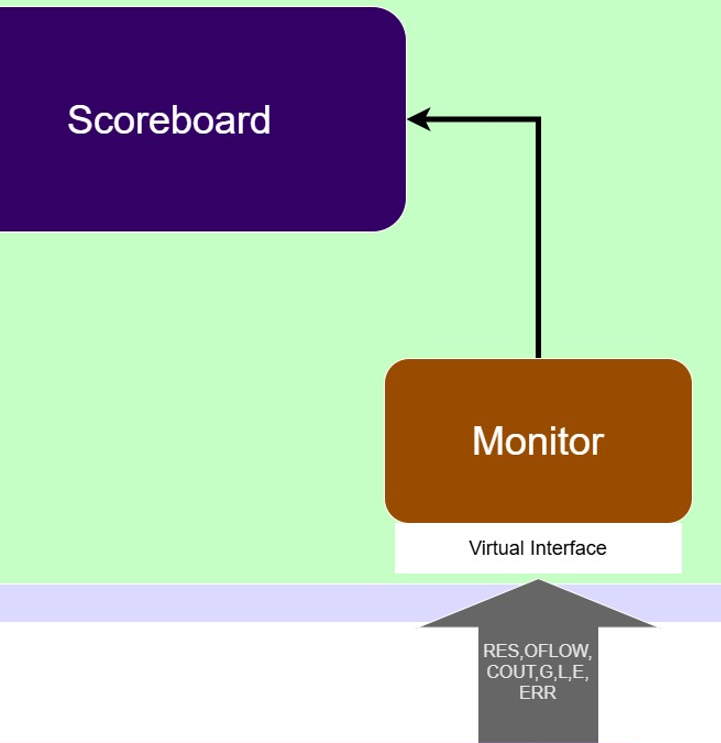 Scoreboard
Monitor
Virtual Interface
RES,OFLOW,
COUT,G,L,E,
ERR